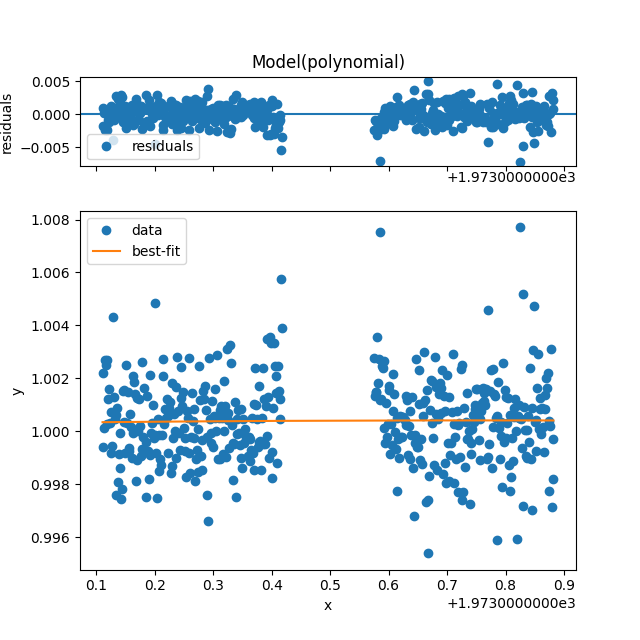 Model(polynomial)
residuals
0.005
0.000
−0.005
residuals
+1.9730000000e3
y
1.008
1.006
1.004
1.002
1.000
0.998
0.996
data
best-fit
0.1 0.2 0.3 0.4 0.5 0.6 0.7 0.8 0.9
x
+1.9730000000e3